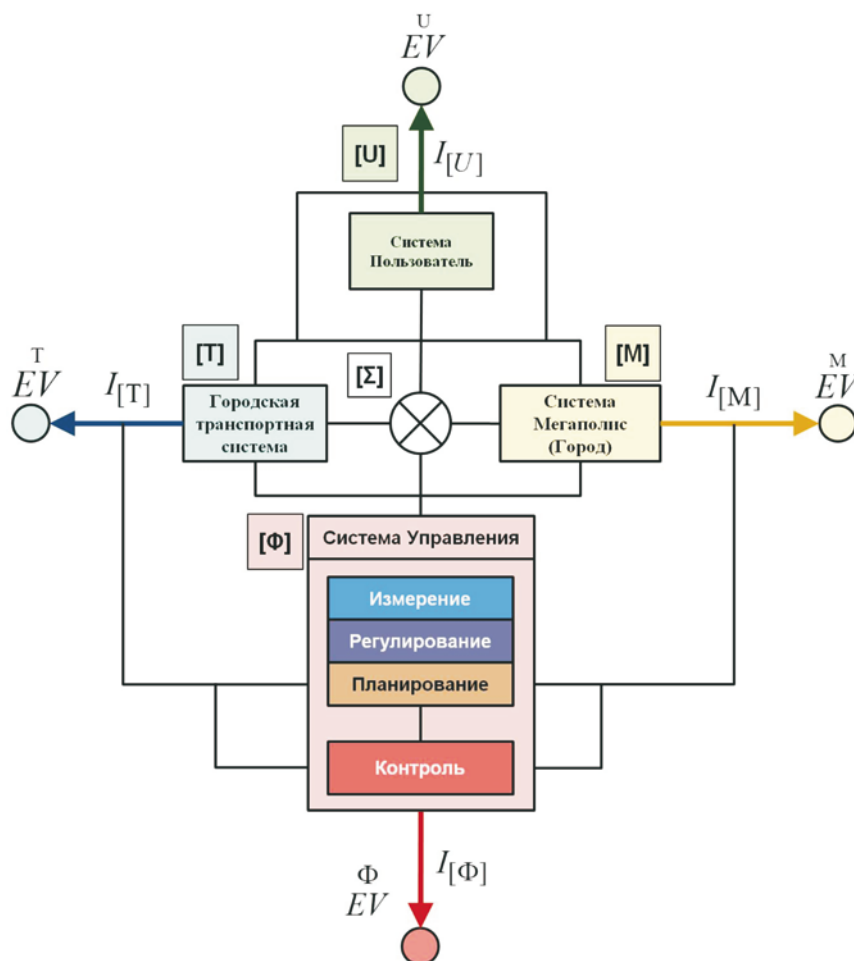 U
EV
[U]
I[U]
Система
Пользователь
[T]
[M]
T
EV
I[T]
[Σ]
I[M]
M
EV
Городская
транспортная
система
Система
Мегаполис
(Город)
[Ф]
Система Управления
Измерение
Регулирование
Планирование
Контроль
Ф
EV
I[Ф]